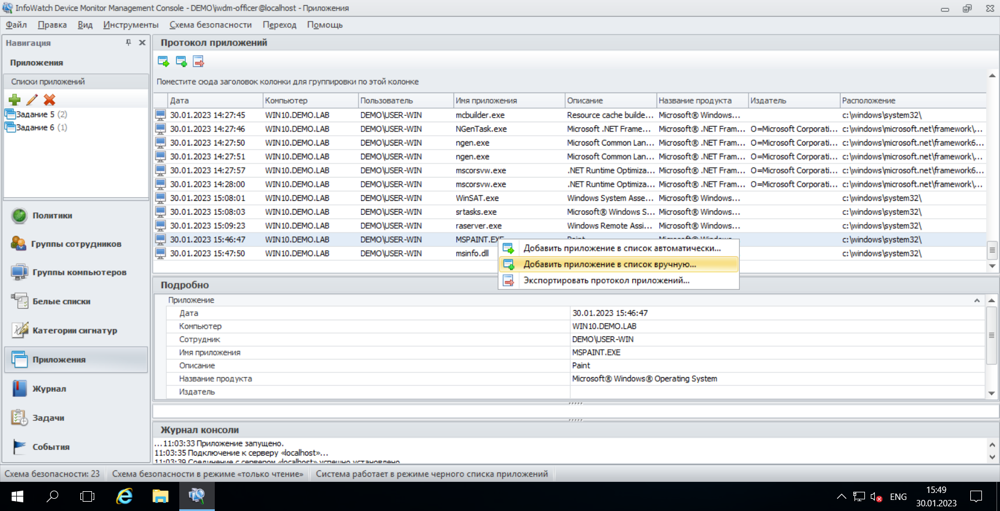 InfoWatch Device Monitor Management Console - DEMO\iwdm-officer@localhost - Приложения
Файл Правка Вид Инструменты Схема безопасности Переход Помощь
Навигация
Приложения
Списки приложений
Задание 5 (2)
Задание 6 (1)
Политики
Группы сотрудников
Группы компьютеров
Белые списки
Категории сигнатур
Приложения
Журнал
Задачи
События
Протокол приложений
Поместите сюда заголовок колонки для группировки по этой колонке
Дата Компьютер Пользователь Имя приложения Описание Название продукта Издатель Расположение
30.01.2023 14:27:45 WIN10.DEMO.LAB DEMO\USER-WIN mcbuilder.exe Resource cache builde... Microsoft® Windows... c:\windows\system32\
30.01.2023 14:27:46 WIN10.DEMO.LAB DEMO\USER-WIN NGenTask.exe Microsoft .NET Frame... Microsoft® .NET Fram... O=Microsoft Corporati... c:\windows\microsoft.net\framework\...
30.01.2023 14:27:50 WIN10.DEMO.LAB DEMO\USER-WIN ngen.exe Microsoft Common Lan... Microsoft® .NET Fram... O=Microsoft Corporati... c:\windows\microsoft.net\framework6...
30.01.2023 14:27:51 WIN10.DEMO.LAB DEMO\USER-WIN ngen.exe Microsoft Common Lan... Microsoft® .NET Fram... O=Microsoft Corporati... c:\windows\microsoft.net\framework\...
30.01.2023 14:27:57 WIN10.DEMO.LAB DEMO\USER-WIN mscorsvw.exe .NET Runtime Optimiza... Microsoft® .NET Fram... O=Microsoft Corporati... c:\windows\microsoft.net\framework6...
30.01.2023 14:28:00 WIN10.DEMO.LAB DEMO\USER-WIN mscorsvw.exe .NET Runtime Optimiza... Microsoft® .NET Fram... O=Microsoft Corporati... c:\windows\microsoft.net\framework\...
30.01.2023 15:08:01 WIN10.DEMO.LAB DEMO\USER-WIN WinSAT.exe Windows System Asse... Microsoft® Windows... c:\windows\system32\
30.01.2023 15:08:03 WIN10.DEMO.LAB DEMO\USER-WIN srtasks.exe Microsoft® Windows S... Microsoft® Windows... c:\windows\system32\
30.01.2023 15:09:23 WIN10.DEMO.LAB DEMO\USER-WIN raserver.exe Windows Remote Assi... Microsoft® Windows... c:\windows\system32\
30.01.2023 15:46:47 WIN10.DEMO.LAB DEMO\USER-WIN MSPAINT.EXE Paint Microsoft® Windows... c:\windows\system32\
30.01.2023 15:47:50 WIN10.DEMO.LAB DEMO\USER-WIN msinfo.dll c:\windows\system32\
Добавить приложение в список автоматически...
Добавить приложение в список вручную...
Экспортировать протокол приложений...
Подробно
Приложение
Дата 30.01.2023 15:46:47
Компьютер WIN10.DEMO.LAB
Сотрудник DEMO\USER-WIN
Имя приложения MSPAINT.EXE
Описание Paint
Название продукта Microsoft® Windows® Operating System
Издатель
Журнал консоли
...11:03:33 Приложение запущено.
11:03:35 Подключение к серверу «localhost»...
11:03:39 Соединение с сервером «localhost» успешно установлено
Схема безопасности: 23 Схема безопасности в режиме «только чтение» Система работает в режиме черного списка приложений
ENG
15:49
30.01.2023